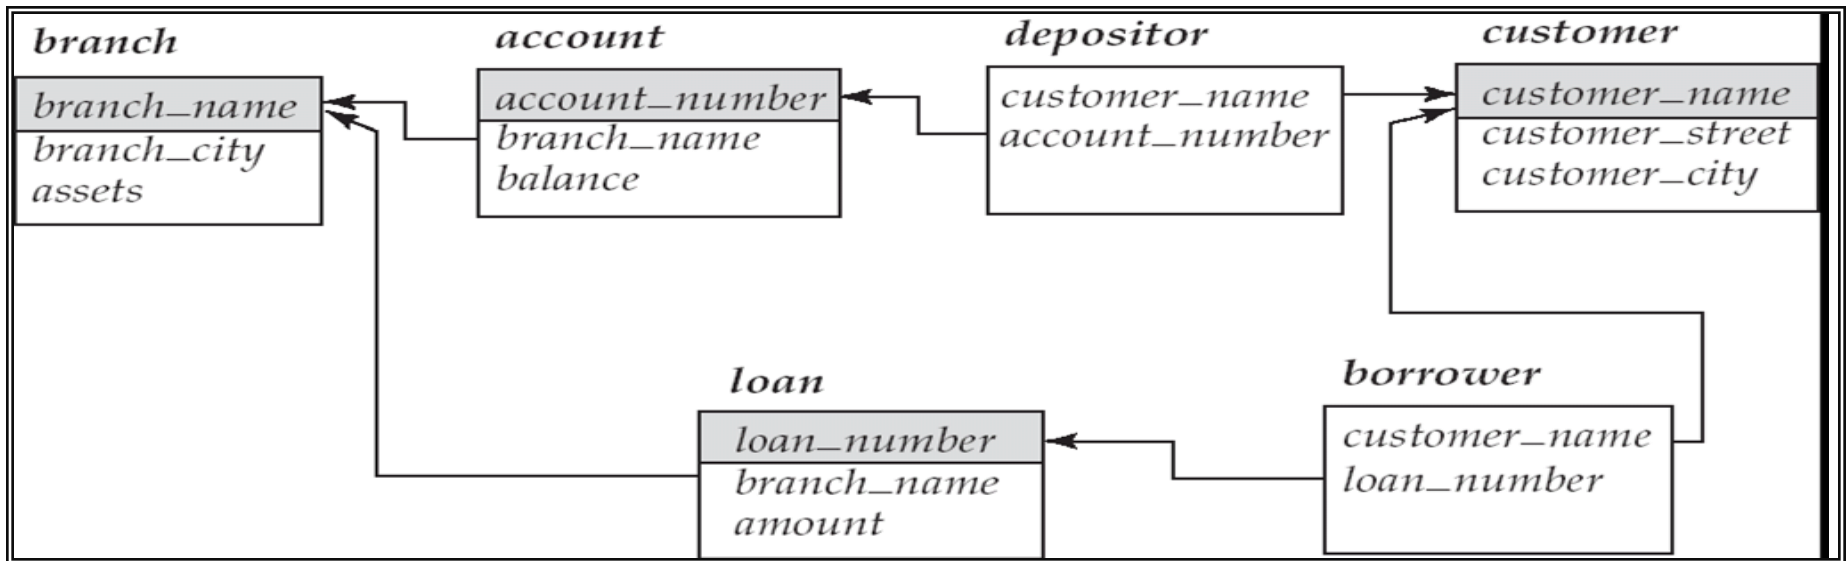 branch
branch_name
branch_city
assets
account
account_number
branch_name
balance
depositor
customer_name
account_number
customer
customer_name
customer_street
customer_city
loan
loan_number
branch_name
amount
borrower
customer_name
loan_number